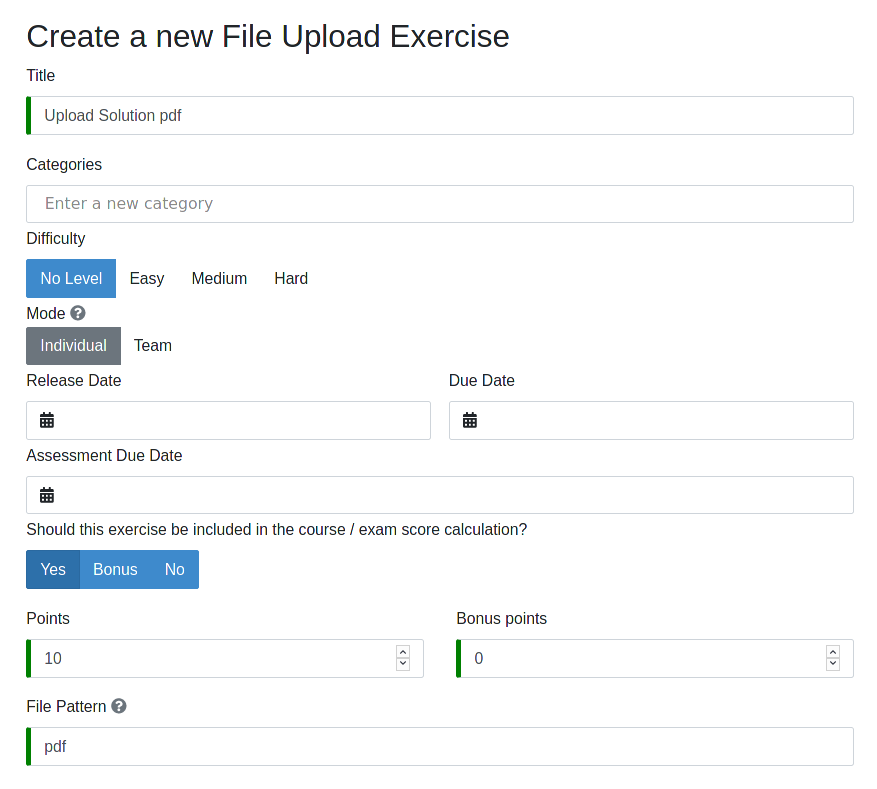 Create a new File Upload Exercise
Title
Upload Solution pdf
Categories
Enter a new category
Difficulty
No Level Easy Medium Hard
Mode ?
Individual Team
Release Date Due Date
Assessment Due Date
Should this exercise be included in the course / exam score calculation?
Yes Bonus No
Points Bonus points
10 0
File Pattern ?
pdf